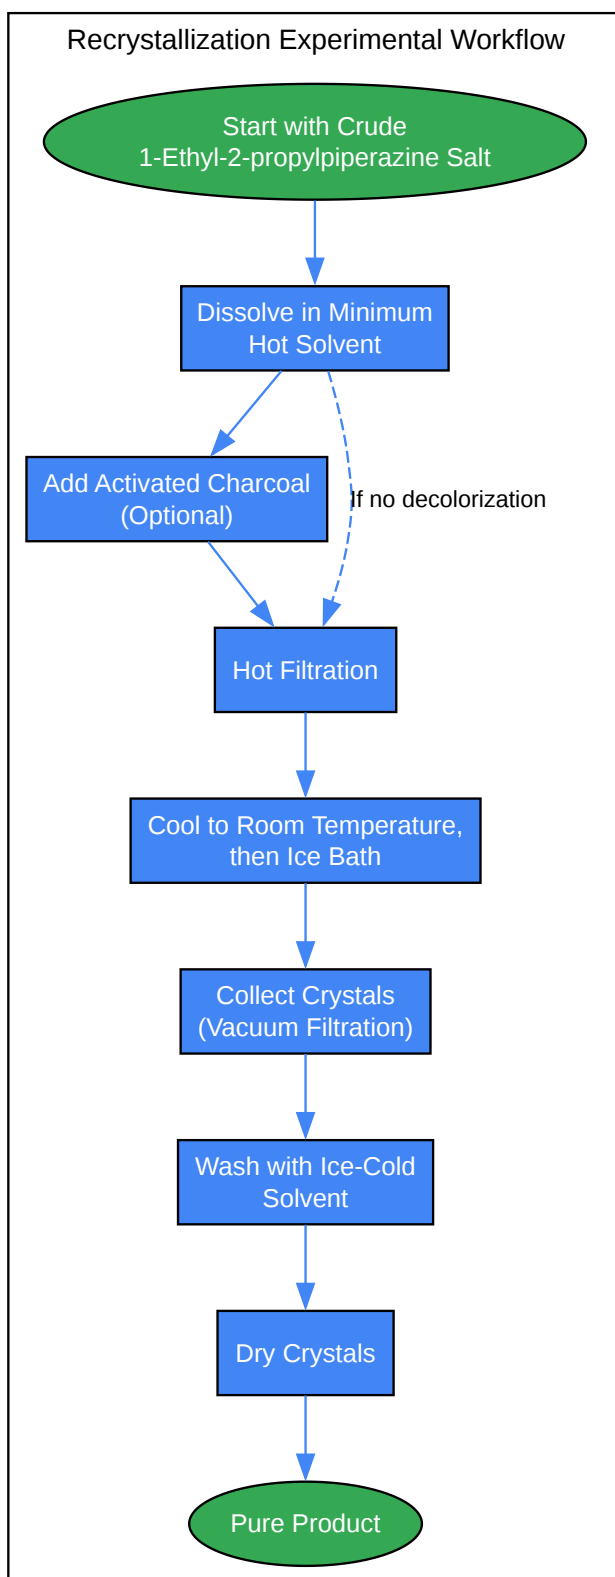 Recrystallization Experimental Workflow
Start with Crude
1-Ethyl-2-propylpiperazine Salt
Dissolve in Minimum
Hot Solvent
Add Activated Charcoal
(Optional)
If no decolorization
Hot Filtration
Cool to Room Temperature,
then Ice Bath
Collect Crystals
(Vacuum Filtration)
Wash with Ice-Cold
Solvent
Dry Crystals
Pure Product